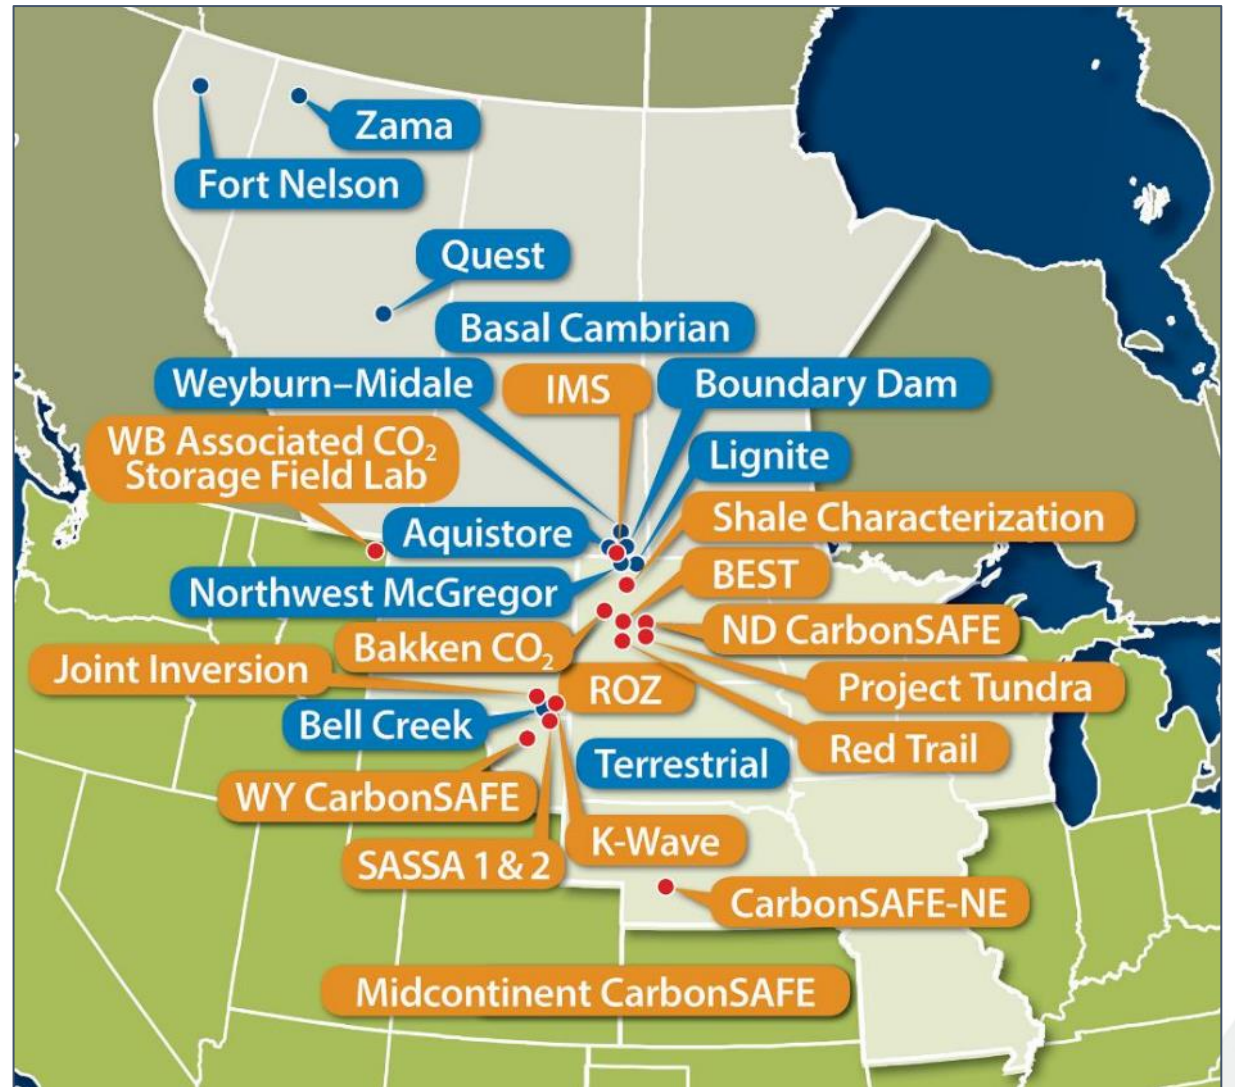 Zama
Fort Nelson
Quest
Basal Cambrian
Weyburn–Midale
IMS
Boundary Dam
WB Associated CO₂
Storage Field Lab
Lignite
Aquistore
Shale Characterization
Northwest McGregor
BEST
Bakken CO₂
ND CarbonSAFE
Joint Inversion
ROZ
Project Tundra
Bell Creek
Terrestrial
Red Trail
WY CarbonSAFE
K-Wave
SASSA 1 & 2
CarbonSAFE-NE
Midcontinent CarbonSAFE